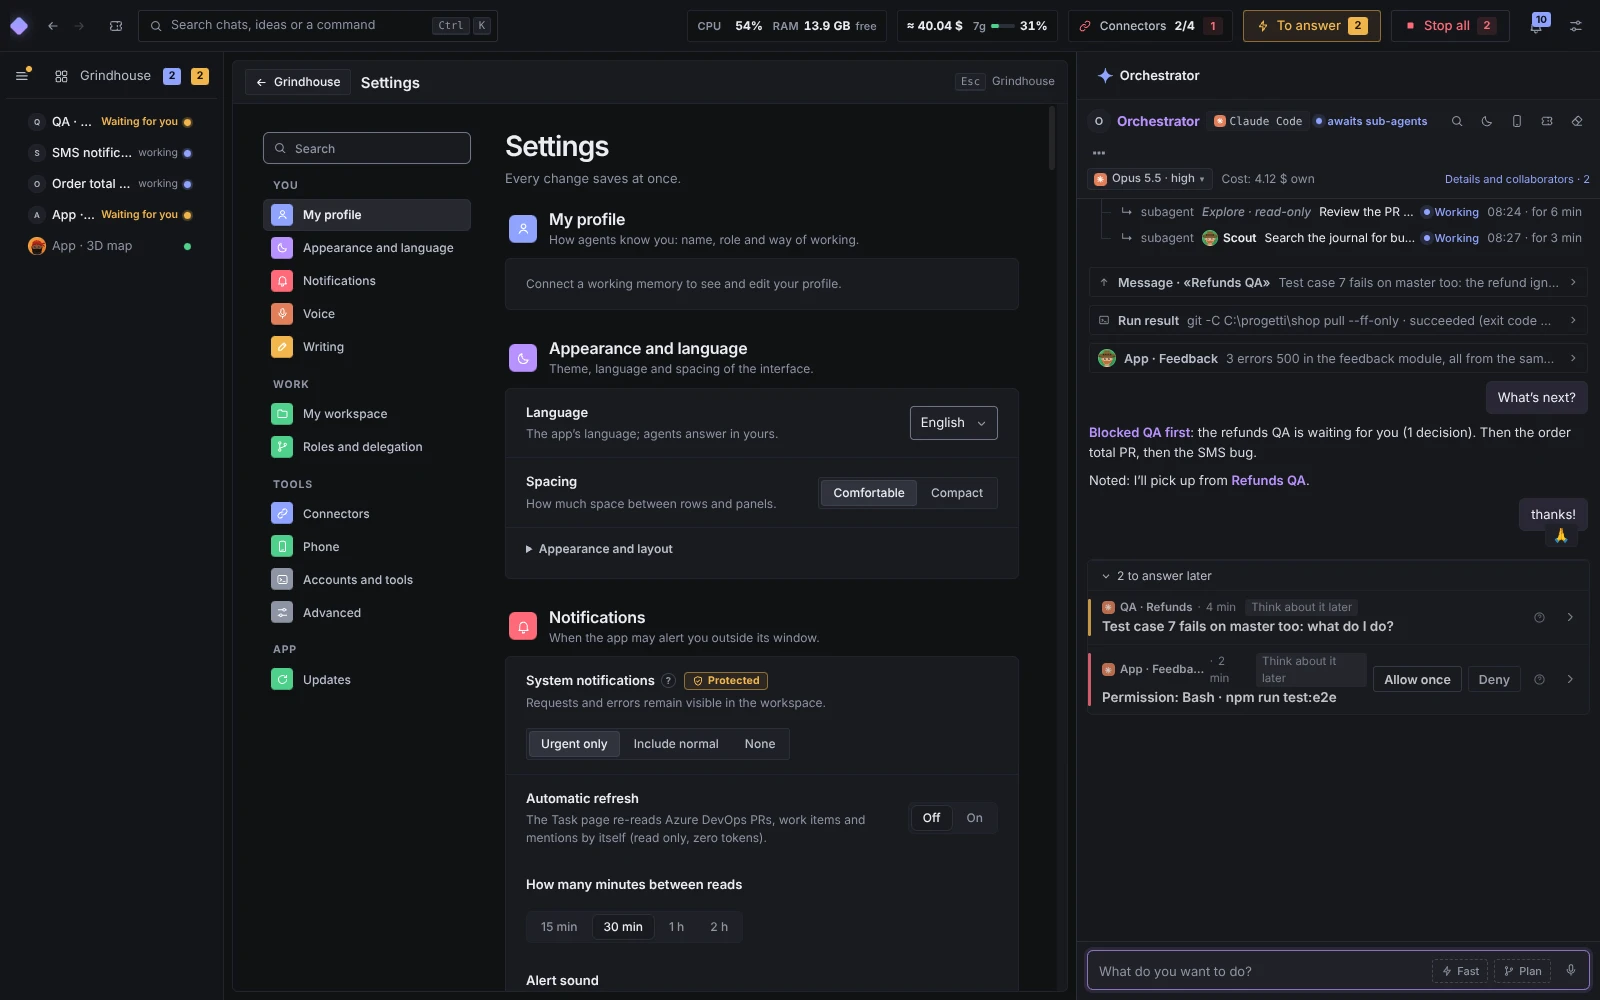 Search chats, ideas or a command
Ctrl K
CPU 54% RAM 13.9 GB free
≈ 40.04 $ 7g 31%
Connectors 2/4 1
To answer 2
Stop all 2
10
Grindhouse 2 2
Q QA · ... Waiting for you
S SMS notific... working
O Order total ... working
A App ·... Waiting for you
App · 3D map
← Grindhouse
Settings
Esc Grindhouse
Search
YOU
My profile
Appearance and language
Notifications
Voice
Writing
WORK
My workspace
Roles and delegation
TOOLS
Connectors
Phone
Accounts and tools
Advanced
APP
Updates
Settings
Every change saves at once.
My profile
How agents know you: name, role and way of working.
Connect a working memory to see and edit your profile.
Appearance and language
Theme, language and spacing of the interface.
Language
The app’s language; agents answer in yours.
English
Spacing
How much space between rows and panels.
Comfortable Compact
Appearance and layout
Notifications
When the app may alert you outside its window.
System notifications ? Protected
Requests and errors remain visible in the workspace.
Urgent only Include normal None
Automatic refresh
The Task page re-reads Azure DevOps PRs, work items and
mentions by itself (read only, zero tokens).
Off On
How many minutes between reads
15 min 30 min 1 h 2 h
Alert sound
Orchestrator
O Orchestrator Claude Code awaits sub-agents
Opus 5.5 · high Cost: 4.12 $ own
Details and collaborators · 2
subagent Explore · read-only Review the PR ... Working 08:24 · for 6 min
subagent Scout Search the journal for bu... Working 08:27 · for 3 min
Message · «Refunds QA» Test case 7 fails on master too: the refund ign...
Run result git -C C:\progetti\shop pull --ff-only · succeeded (exit code ...
App · Feedback 3 errors 500 in the feedback module, all from the sam...
What’s next?
Blocked QA first: the refunds QA is waiting for you (1 decision). Then the order
total PR, then the SMS bug.
Noted: I’ll pick up from Refunds QA.
thanks!
🙏
2 to answer later
QA · Refunds · 4 min Think about it later
Test case 7 fails on master too: what do I do?
App · Feedba... · 2 min Think about it later
Permission: Bash · npm run test:e2e
Allow once Deny
What do you want to do?
Fast Plan